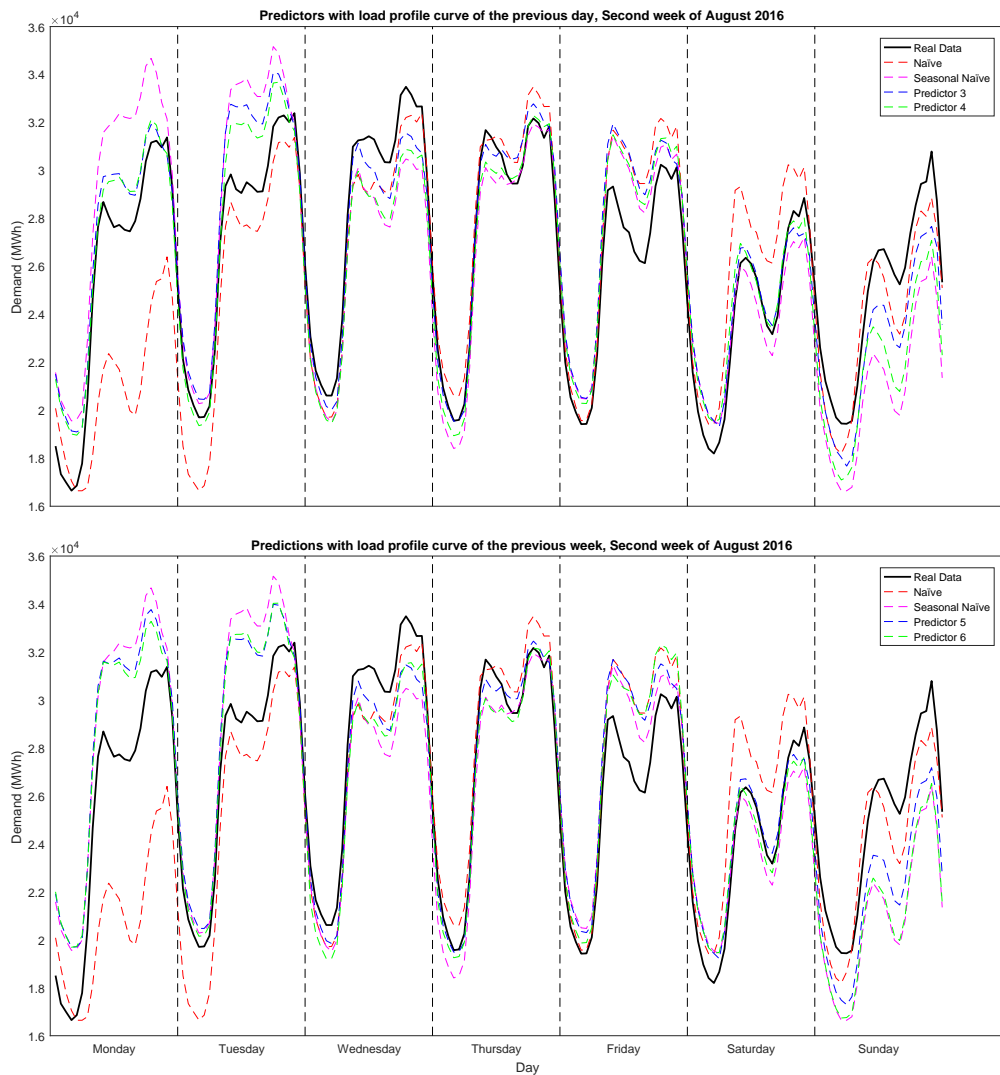 Predictors with load profile curve of the previous day, Second week of August 2016
×10⁴
3.6
3.4
3.2
3
2.8
2.6
2.4
2.2
2
1.8
1.6
Demand (MWh)
Real Data
Naïve
Seasonal Naïve
Predictor 3
Predictor 4
Predictions with load profile curve of the previous week, Second week of August 2016
×10⁴
3.6
3.4
3.2
3
2.8
2.6
2.4
2.2
2
1.8
1.6
Demand (MWh)
Real Data
Naïve
Seasonal Naïve
Predictor 5
Predictor 6
Monday Tuesday Wednesday Thursday Friday Saturday Sunday
Day